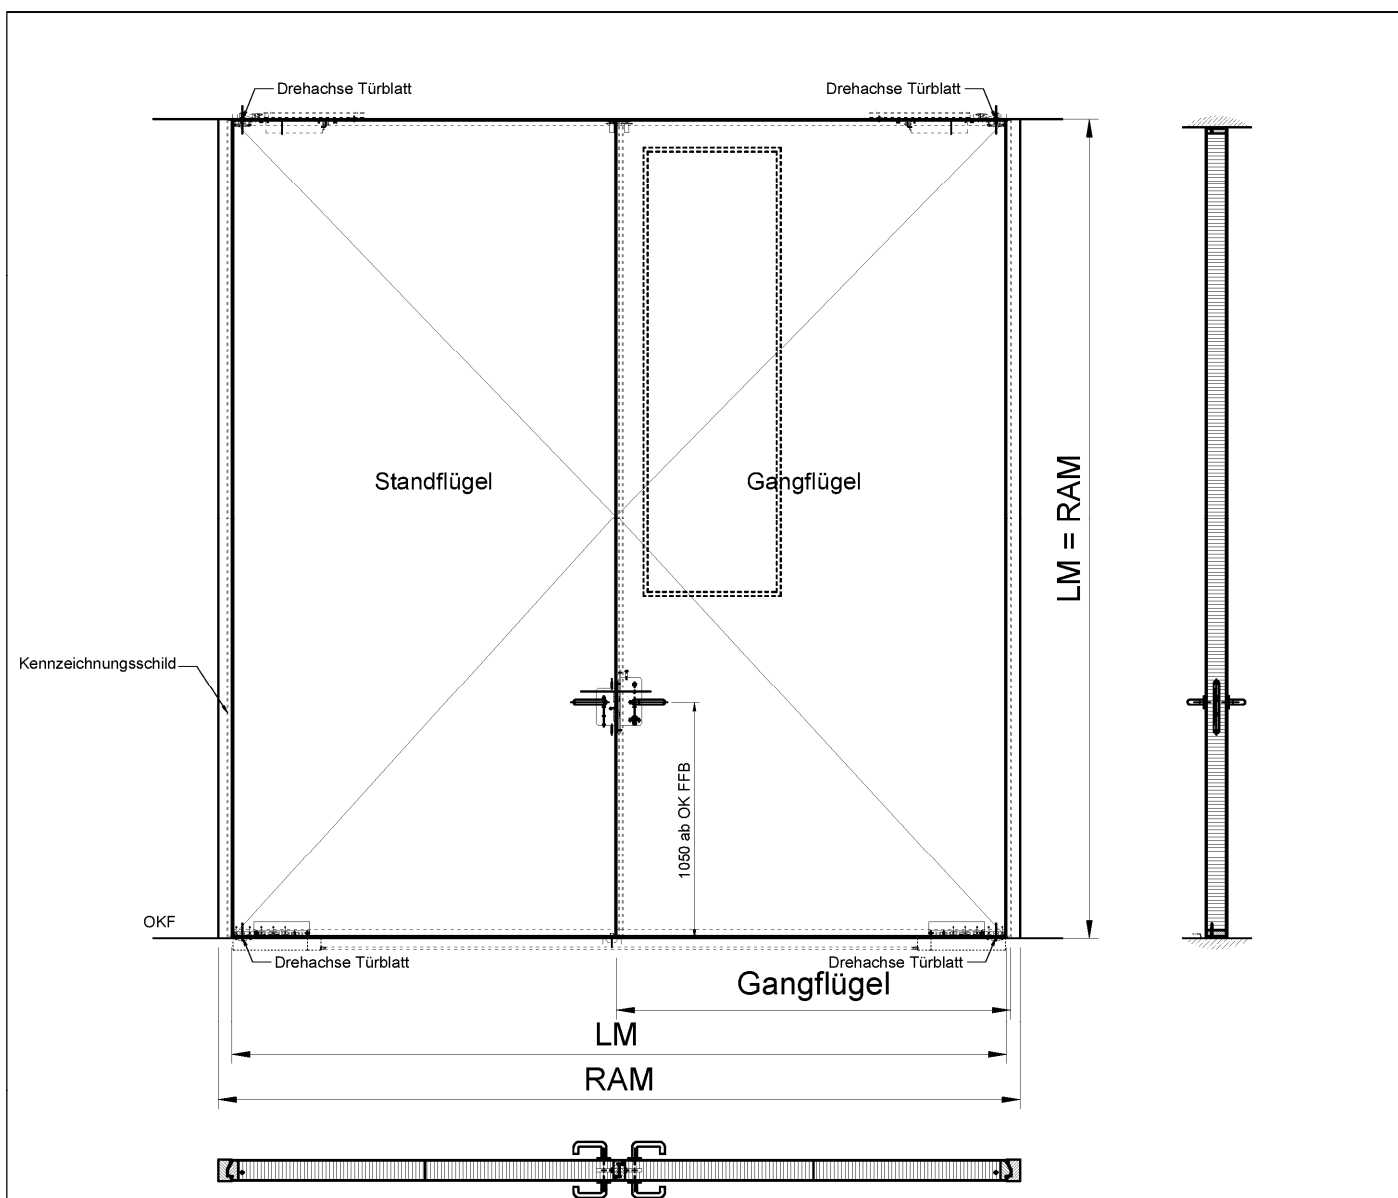 Drehachse Türblatt
Drehachse Türblatt
Standflügel
Gangflügel
LM = RAM
Kennzeichnungsschild
1050 ab OK FFB
OKF
Drehachse Türblatt
Drehachse Türblatt
Gangflügel
LM
RAM